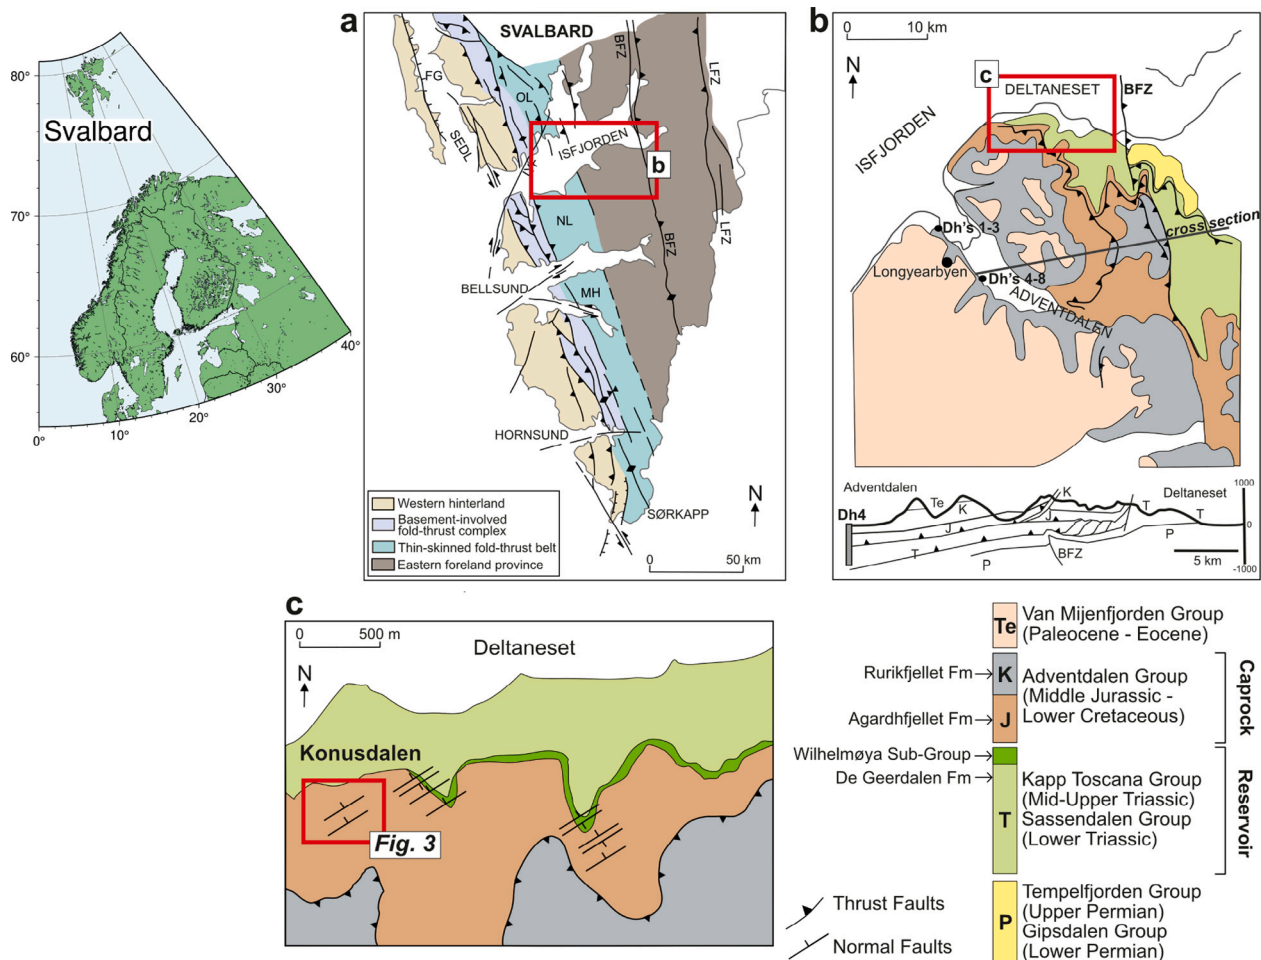 80°
Svalbard
70°
60°
0°
10°
20°
30°
40°
a
SVALBARD
BFZ
LFZ
FG
OL
SEDL
ISFJORDEN
b
NL
BFZ
LFZ
BELLSUND
MH
HORNSUND
SØRKAPP
N
0
50 km
Western hinterland
Basement-involved
fold-thrust complex
Thin-skinned fold-thrust belt
Eastern foreland province
b
0
10 km
N
c
DELTANESET
BFZ
ISFJORDEN
cross section
Dh's 1-3
Longyearbyen
Dh's 4-8
ADVENTDALEN
Adventdalen
Deltaneset
1000
0
-1000
Dh4
Te
K
K
J
J
T
T
T
P
P
BFZ
5 km
c
0
500 m
N
Deltaneset
Konusdalen
Fig. 3
Te
Van Mijenfjorden Group
(Paleocene - Eocene)
Rurikfjellet Fm
K
Agardhfjellet Fm
J
Adventdalen Group
(Middle Jurassic -
Lower Cretaceous)
Caprock
Wilhelmøya Sub-Group
De Geerdalen Fm
T
Kapp Toscana Group
(Mid-Upper Triassic)
Sassendalen Group
(Lower Triassic)
Reservoir
P
Tempelfjorden Group
(Upper Permian)
Gipsdalen Group
(Lower Permian)
Thrust Faults
Normal Faults